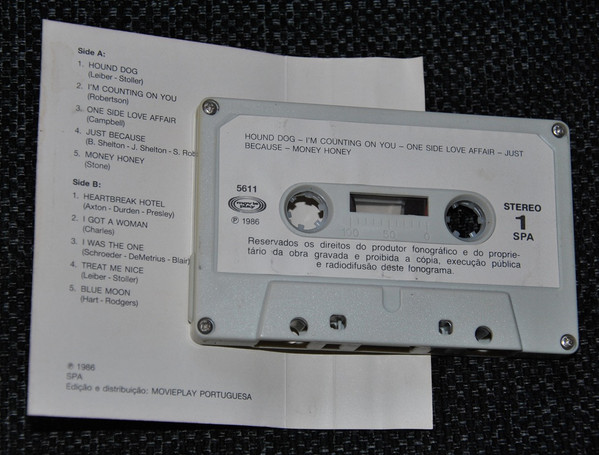 Side A:
1. HOUND DOG
(Leiber - Stoller)
2. I'M COUNTING ON YOU
(Robertson)
3. ONE SIDE LOVE AFFAIR
(Campbell)
4. JUST BECAUSE
(B. Shelton - J. Shelton - S. Rob
5. MONEY HONEY
(Stone)
Side B:
1. HEARTBREAK HOTEL
(Axton - Durden - Presley)
2. I GOT A WOMAN
(Charles)
3. I WAS THE ONE
(Schroeder - DeMetrius - Blair)
4. TREAT ME NICE
(Leiber - Stoller)
5. BLUE MOON
(Hart - Rodgers)
℗ 1986
SPA
Edição e distribuição: MOVIEPLAY PORTUGUESA
HOUND DOG – I'M COUNTING ON YOU – ONE SIDE LOVE AFFAIR – JUST
BECAUSE – MONEY HONEY
5611
movie play
℗ 1986
STEREO
1
SPA
100 50 0
Reservados os direitos do produtor fonográfico e do proprie-
tário da obra gravada e proibida a cópia, execução pública
e radiodifusão deste fonograma.